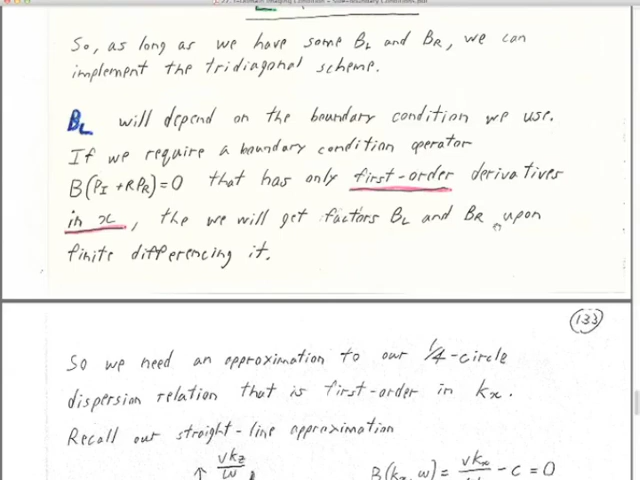 So, as long as we have some BL and BR, we can
implement the tridiagonal scheme.
BL will depend on the boundary condition we use.
If we require a boundary condition operator
B(PI + RPR) = 0 that has only first-order derivatives
in x, the we will get factors BL and BR upon
finite differencing it.
133
So we need an approximation to our 1/4-circle
dispersion relation that is first-order in kx.
Recall out straight-line approximation
↑ vkz/ω
B(kx, ω) = vkx/ω - c = 0